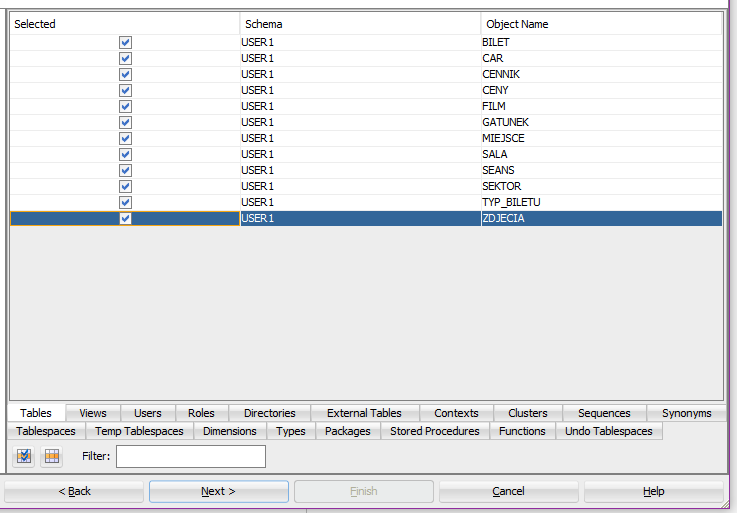 Selected Schema Object Name
USER1 BILET
USER1 CAR
USER1 CENNIK
USER1 CENY
USER1 FILM
USER1 GATUNEK
USER1 MIEJSCE
USER1 SALA
USER1 SEANS
USER1 SEKTOR
USER1 TYP_BILETU
USER1 ZDJECIA
Tables Views Users Roles Directories External Tables Contexts Clusters Sequences Synonyms
Tablespaces Temp Tablespaces Dimensions Types Packages Stored Procedures Functions Undo Tablespaces
Filter:
< Back Next > Finish Cancel Help